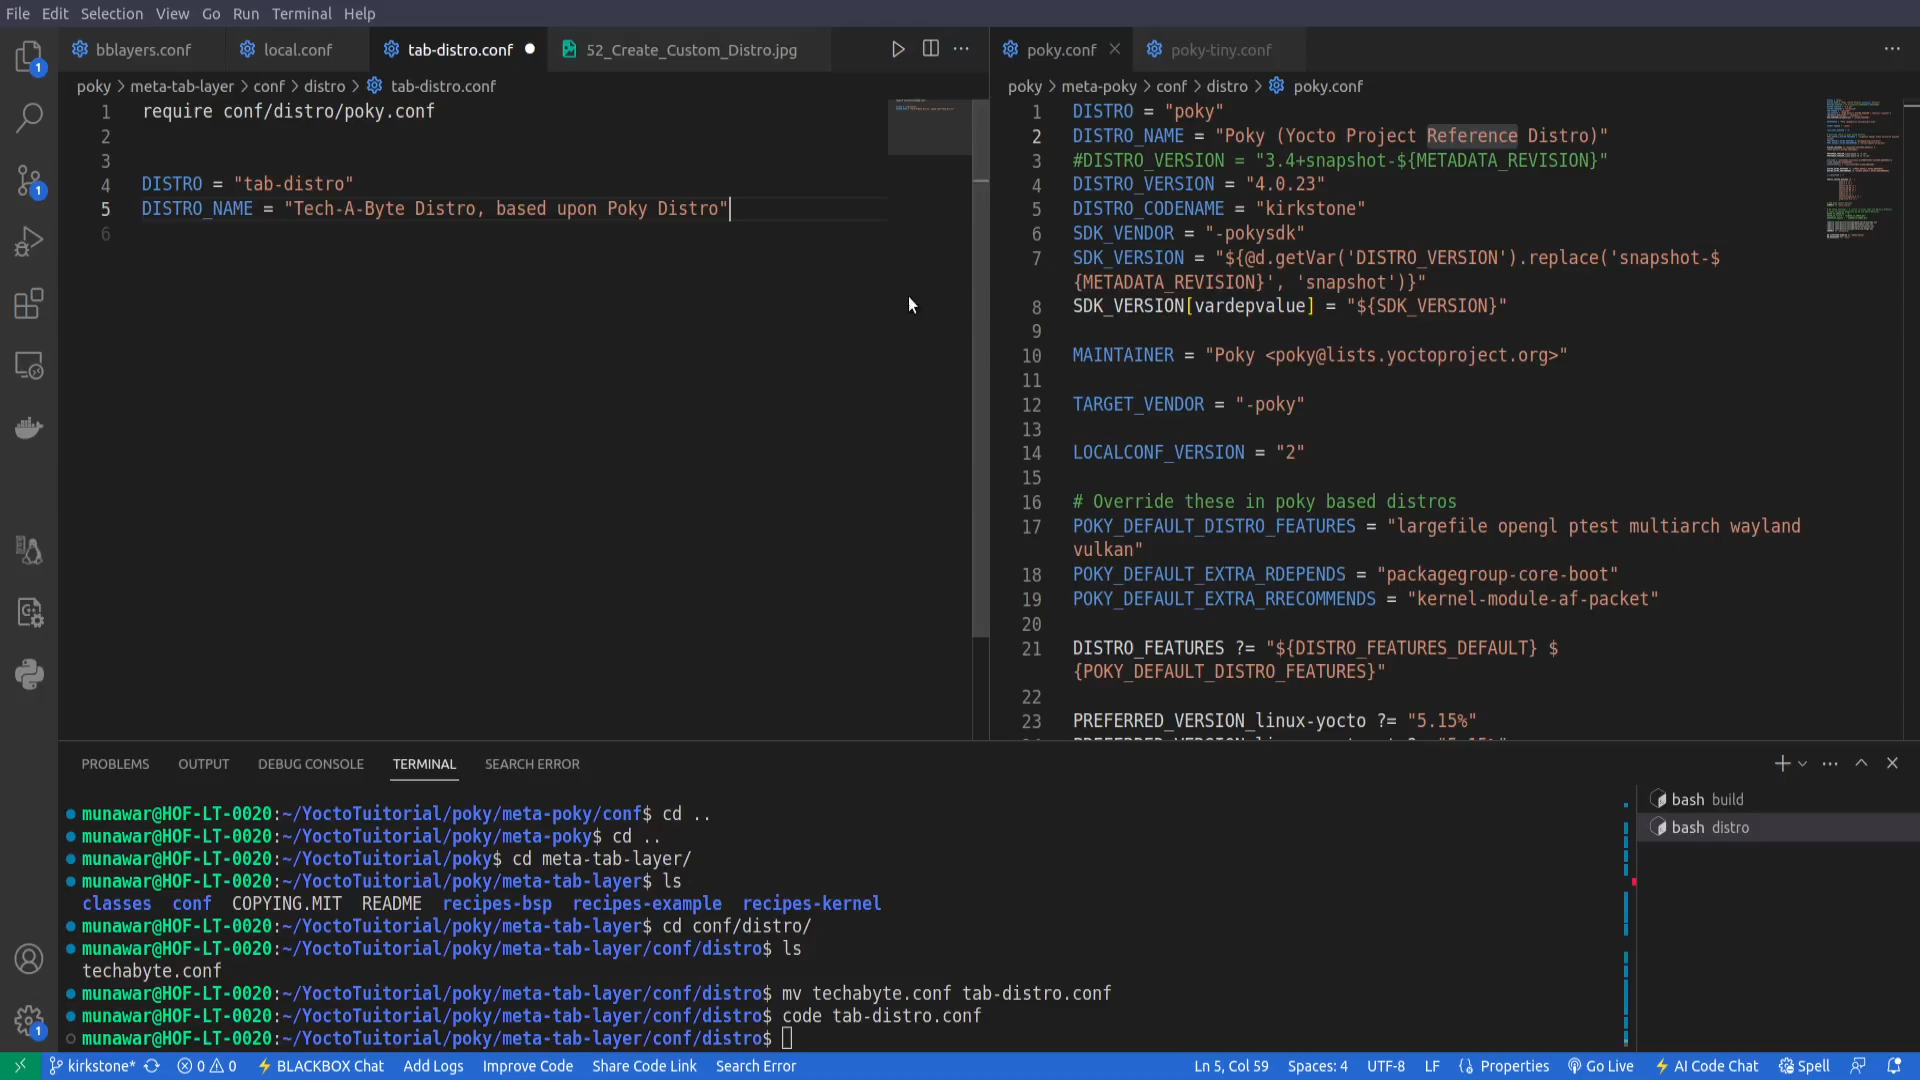 File Edit Selection View Go Run Terminal Help
bblayers.conf local.conf tab-distro.conf 52_Create_Custom_Distro.jpg
poky > meta-tab-layer > conf > distro > tab-distro.conf
1 require conf/distro/poky.conf
2
3
4 DISTRO = "tab-distro"
5 DISTRO_NAME = "Tech-A-Byte Distro, based upon Poky Distro"
6
poky.conf poky-tiny.conf
poky > meta-poky > conf > distro > poky.conf
1 DISTRO = "poky"
2 DISTRO_NAME = "Poky (Yocto Project Reference Distro)"
3 #DISTRO_VERSION = "3.4+snapshot-${METADATA_REVISION}"
4 DISTRO_VERSION = "4.0.23"
5 DISTRO_CODENAME = "kirkstone"
6 SDK_VENDOR = "-pokysdk"
7 SDK_VERSION = "${@d.getVar('DISTRO_VERSION').replace('snapshot-$
{METADATA_REVISION}', 'snapshot')}"
8 SDK_VERSION[vardepvalue] = "${SDK_VERSION}"
9
10 MAINTAINER = "Poky <poky@lists.yoctoproject.org>"
11
12 TARGET_VENDOR = "-poky"
13
14 LOCALCONF_VERSION = "2"
15
16 # Override these in poky based distros
17 POKY_DEFAULT_DISTRO_FEATURES = "largefile opengl ptest multiarch wayland
vulkan"
18 POKY_DEFAULT_EXTRA_RDEPENDS = "packagegroup-core-boot"
19 POKY_DEFAULT_EXTRA_RRECOMMENDS = "kernel-module-af-packet"
20
21 DISTRO_FEATURES ?= "${DISTRO_FEATURES_DEFAULT} $
{POKY_DEFAULT_DISTRO_FEATURES}"
22
23 PREFERRED_VERSION_linux-yocto ?= "5.15%"
PROBLEMS OUTPUT DEBUG CONSOLE TERMINAL SEARCH ERROR
munawar@HOF-LT-0020:~/YoctoTuitorial/poky/meta-poky/conf$ cd ..
munawar@HOF-LT-0020:~/YoctoTuitorial/poky/meta-poky$ cd ..
munawar@HOF-LT-0020:~/YoctoTuitorial/poky$ cd meta-tab-layer/
munawar@HOF-LT-0020:~/YoctoTuitorial/poky/meta-tab-layer$ ls
classes conf COPYING.MIT README recipes-bsp recipes-example recipes-kernel
munawar@HOF-LT-0020:~/YoctoTuitorial/poky/meta-tab-layer$ cd conf/distro/
munawar@HOF-LT-0020:~/YoctoTuitorial/poky/meta-tab-layer/conf/distro$ ls
techabyte.conf
munawar@HOF-LT-0020:~/YoctoTuitorial/poky/meta-tab-layer/conf/distro$ mv techabyte.conf tab-distro.conf
munawar@HOF-LT-0020:~/YoctoTuitorial/poky/meta-tab-layer/conf/distro$ code tab-distro.conf
munawar@HOF-LT-0020:~/YoctoTuitorial/poky/meta-tab-layer/conf/distro$
bash build
bash distro
kirkstone* 0 0 BLACKBOX Chat Add Logs Improve Code Share Code Link Search Error Ln 5, Col 59 Spaces: 4 UTF-8 LF Properties Go Live AI Code Chat Spell